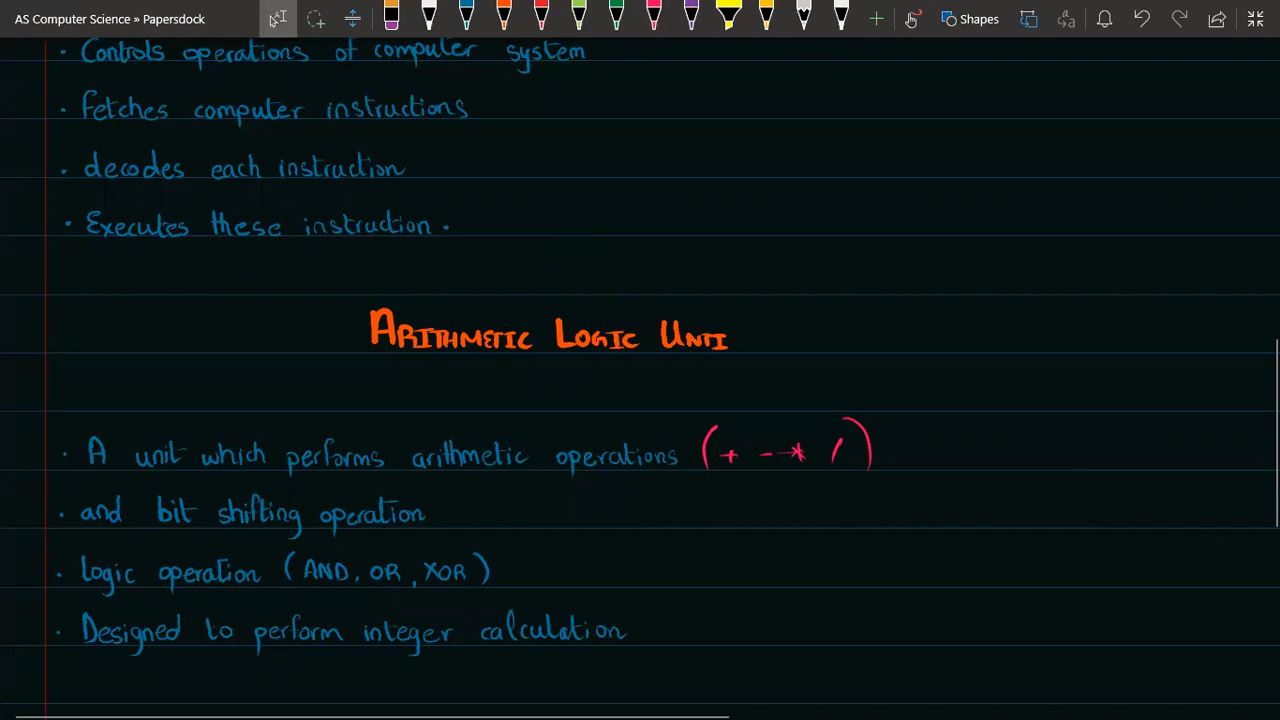 AS Computer Science » Papersdock
Shapes
· Controls operations of computer system
· fetches computer instructions
· decodes each instruction
· Executes these instruction.
ARITHMETIC LOGIC UNTI
· A unit which performs arithmetic operations (+ - * /)
· and bit shifting operation
· logic operation (AND, OR, XOR)
· Designed to perform integer calculation